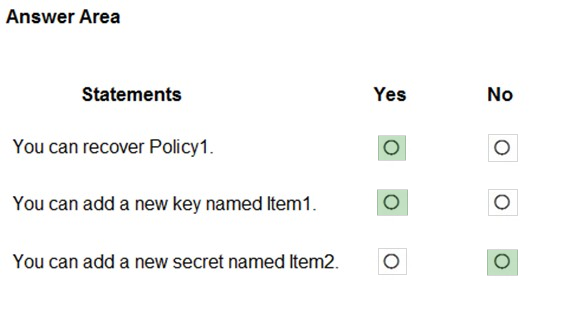 Answer Area
Statements Yes No
You can recover Policy1.
You can add a new key named Item1.
You can add a new secret named Item2.